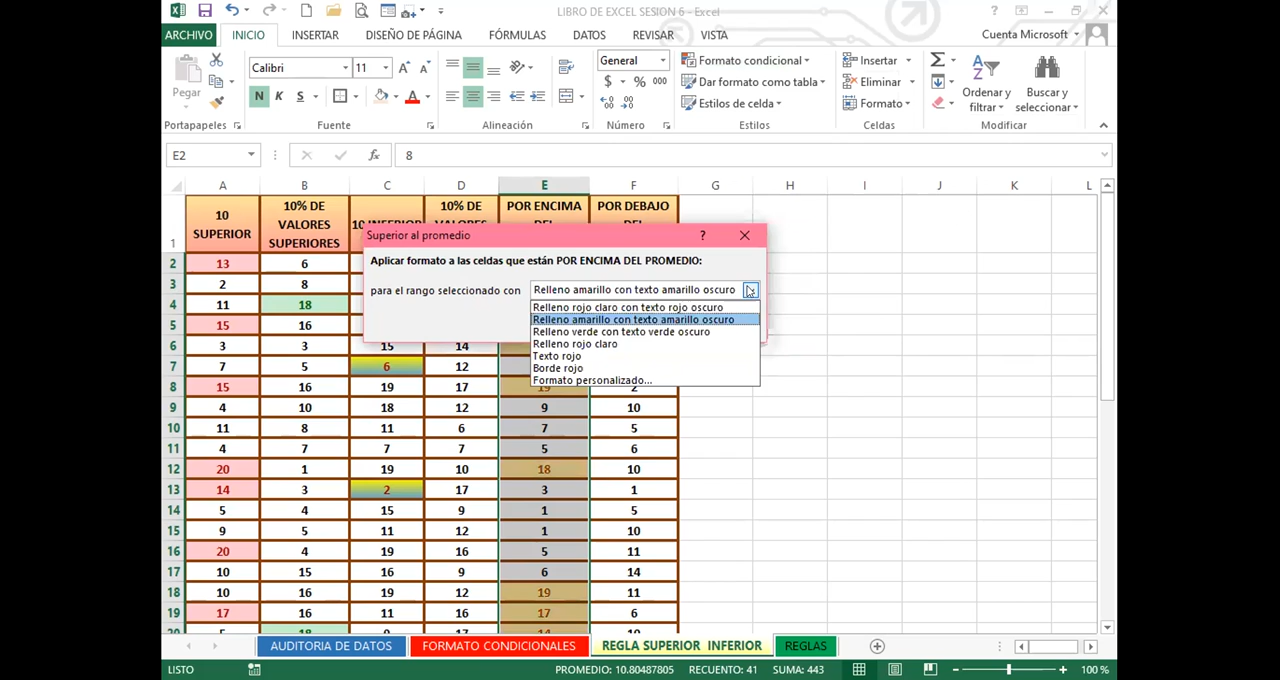 LIBRO DE EXCEL SESION 6 - Excel
ARCHIVO INICIO INSERTAR DISEÑO DE PÁGINA FÓRMULAS DATOS REVISAR VISTA Cuenta Microsoft
Pegar
Calibri 11
N K S A
General
$ % 000
Formato condicional
Dar formato como tabla
Estilos de celda
Insertar
Eliminar
Formato
Ordenar y filtrar
Buscar y seleccionar
Portapapeles Fuente Alineación Número Estilos Celdas Modificar
E2 fx 8
A B C D E F G H I J K L
1 10 SUPERIOR 10% DE VALORES SUPERIORES 10 INFERIOR 10% DE VALORES POR ENCIMA DEL POR DEBAJO DEL
Superior al promedio ?
Aplicar formato a las celdas que están POR ENCIMA DEL PROMEDIO:
para el rango seleccionado con Relleno amarillo con texto amarillo oscuro
Relleno rojo claro con texto rojo oscuro
Relleno amarillo con texto amarillo oscuro
Relleno verde con texto verde oscuro
Relleno rojo claro
Texto rojo
Borde rojo
Formato personalizado...
2 13 6
3 2 8
4 11 18
5 15 16
6 3 3 15 14
7 7 5 6 12
8 15 16 19 17 19 2
9 4 10 18 12 9 10
10 11 8 11 6 7 5
11 4 7 7 7 5 6
12 20 1 19 10 18 10
13 14 3 2 17 3 1
14 5 4 15 9 1 5
15 9 5 11 12 1 10
16 20 4 19 16 5 11
17 10 15 16 9 6 14
18 10 16 19 12 19 11
19 17 16 11 16 17 6
20
AUDITORIA DE DATOS FORMATO CONDICIONALES REGLA SUPERIOR INFERIOR REGLAS
LISTO PROMEDIO: 10.80487805 RECUENTO: 41 SUMA: 443 100 %